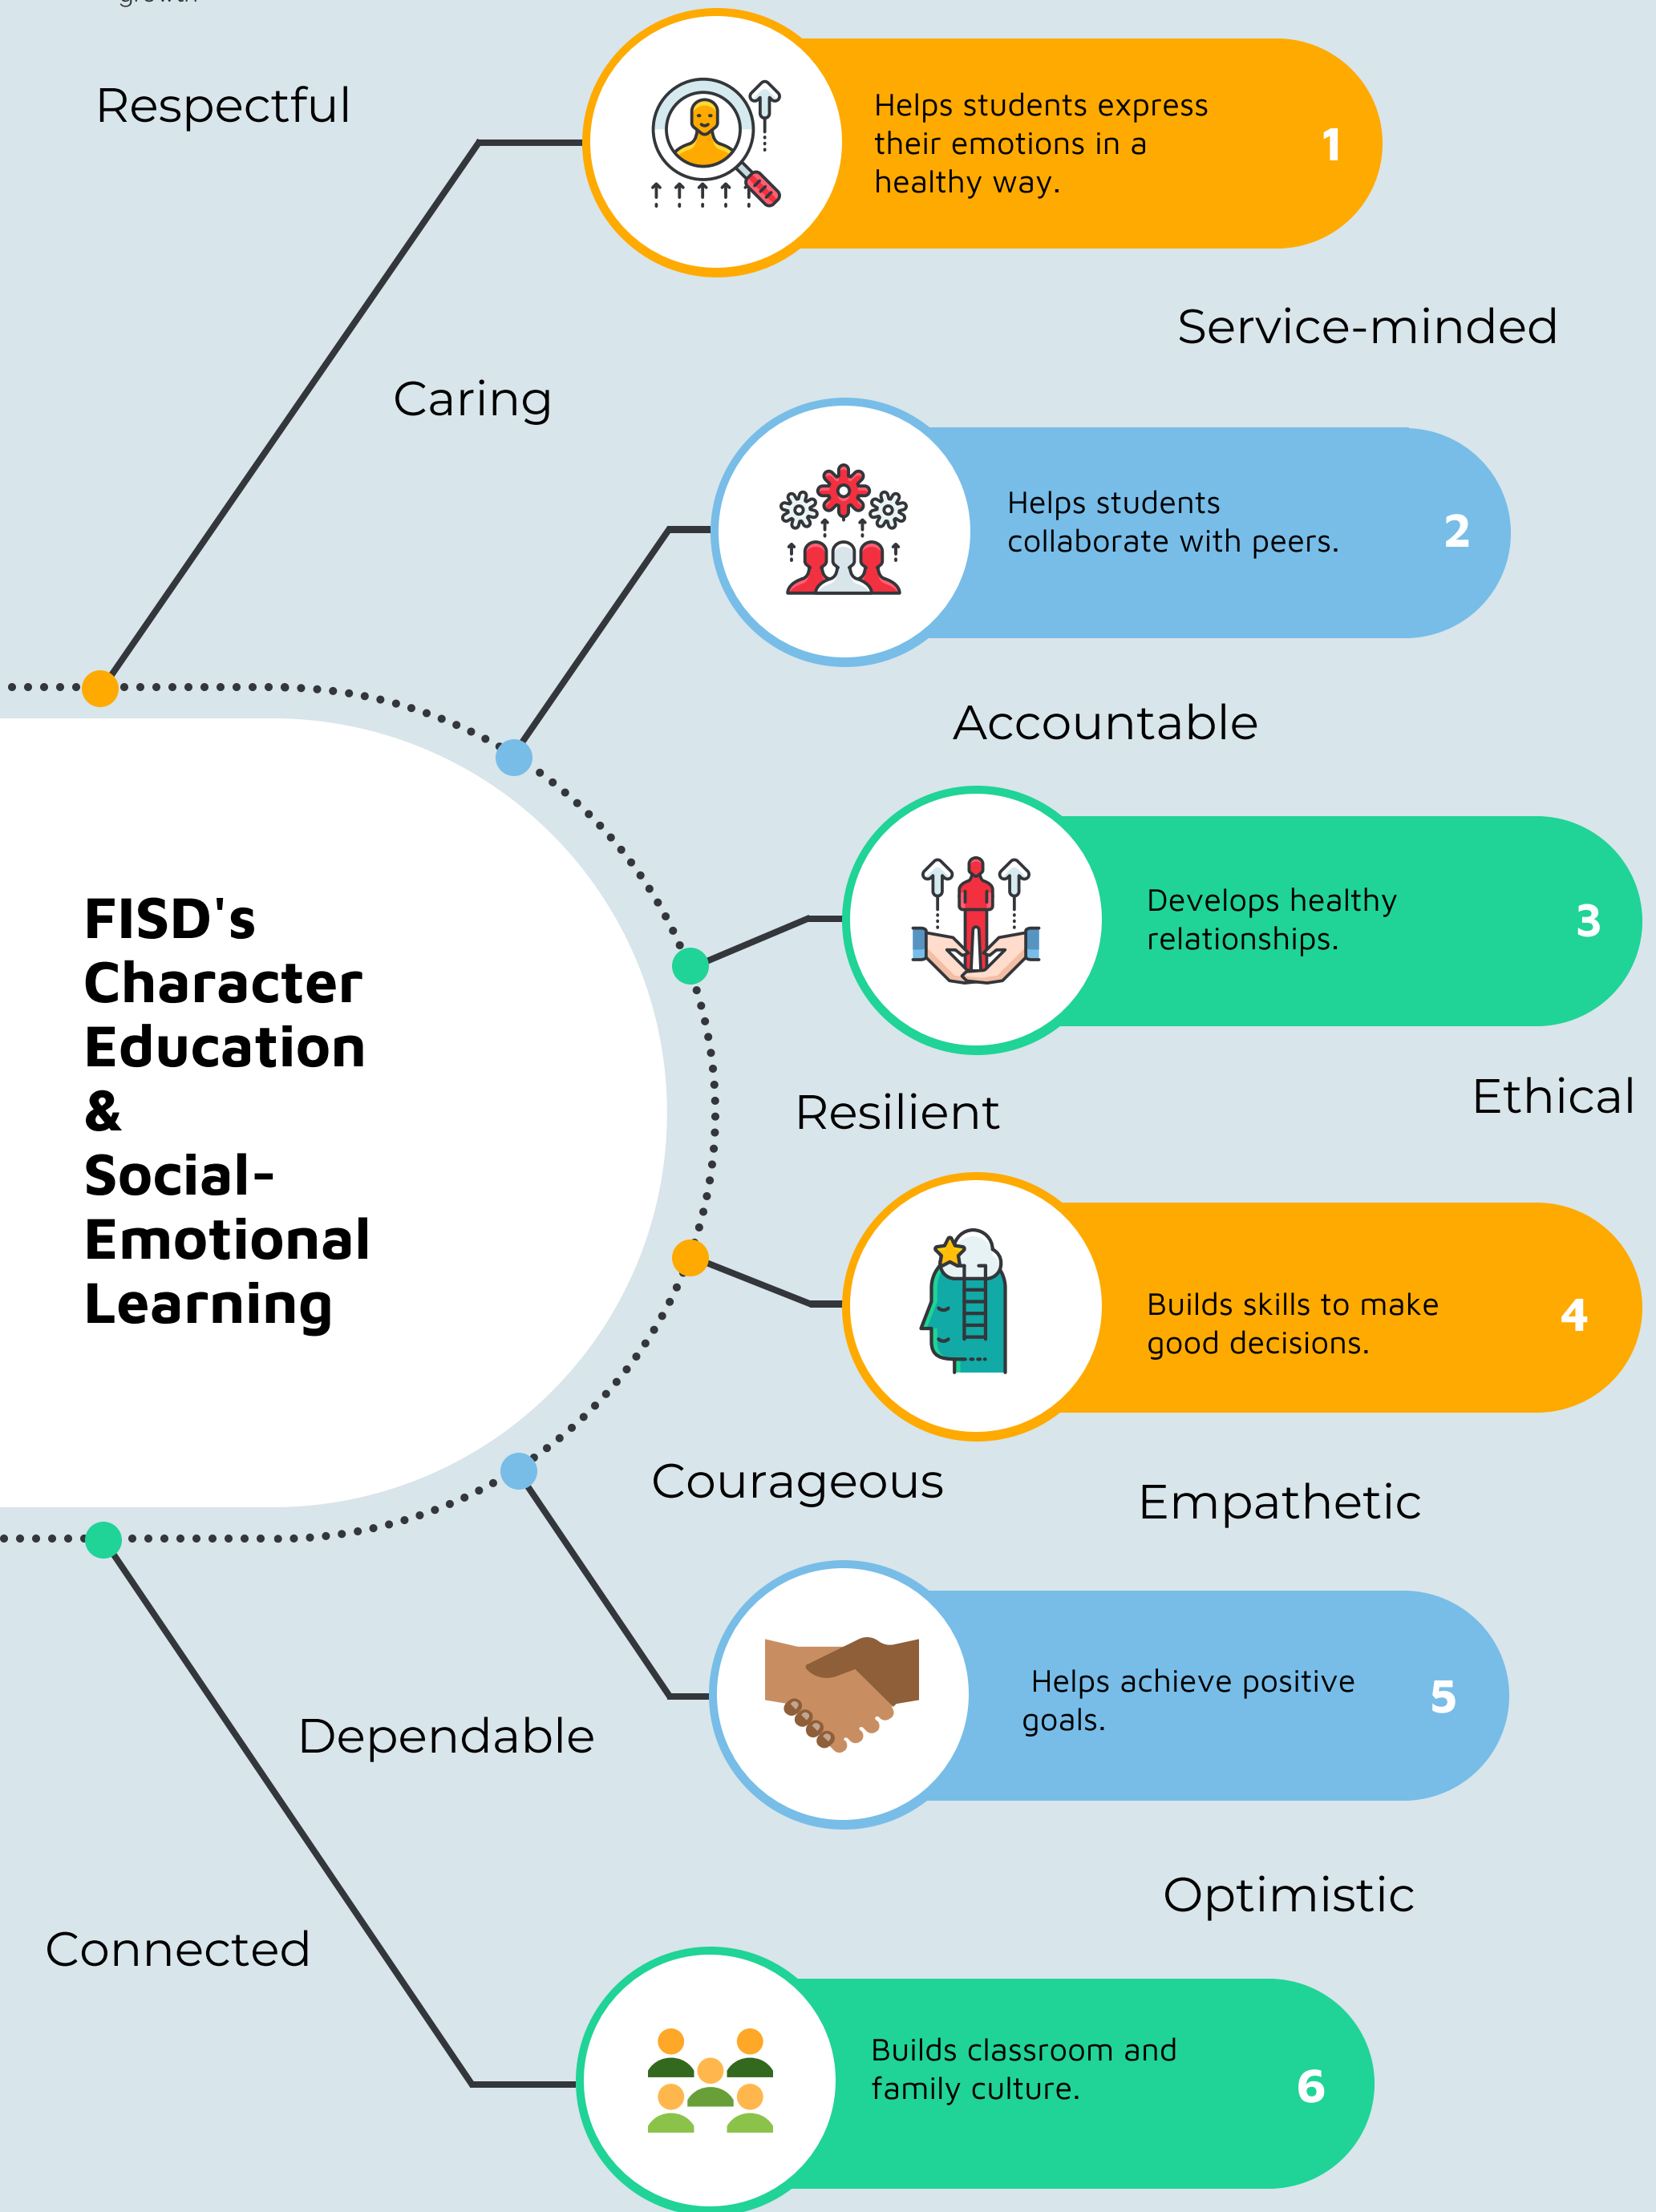 Respectful
Helps students express
their emotions in a
healthy way.
1
Service-minded
Caring
Helps students
collaborate with peers.
2
Accountable
FISD's
Character
Education
&
Social-
Emotional
Learning
Develops healthy
relationships.
3
Ethical
Resilient
Builds skills to make
good decisions.
4
Courageous
Empathetic
Helps achieve positive
goals.
5
Dependable
Optimistic
Connected
Builds classroom and
family culture.
6